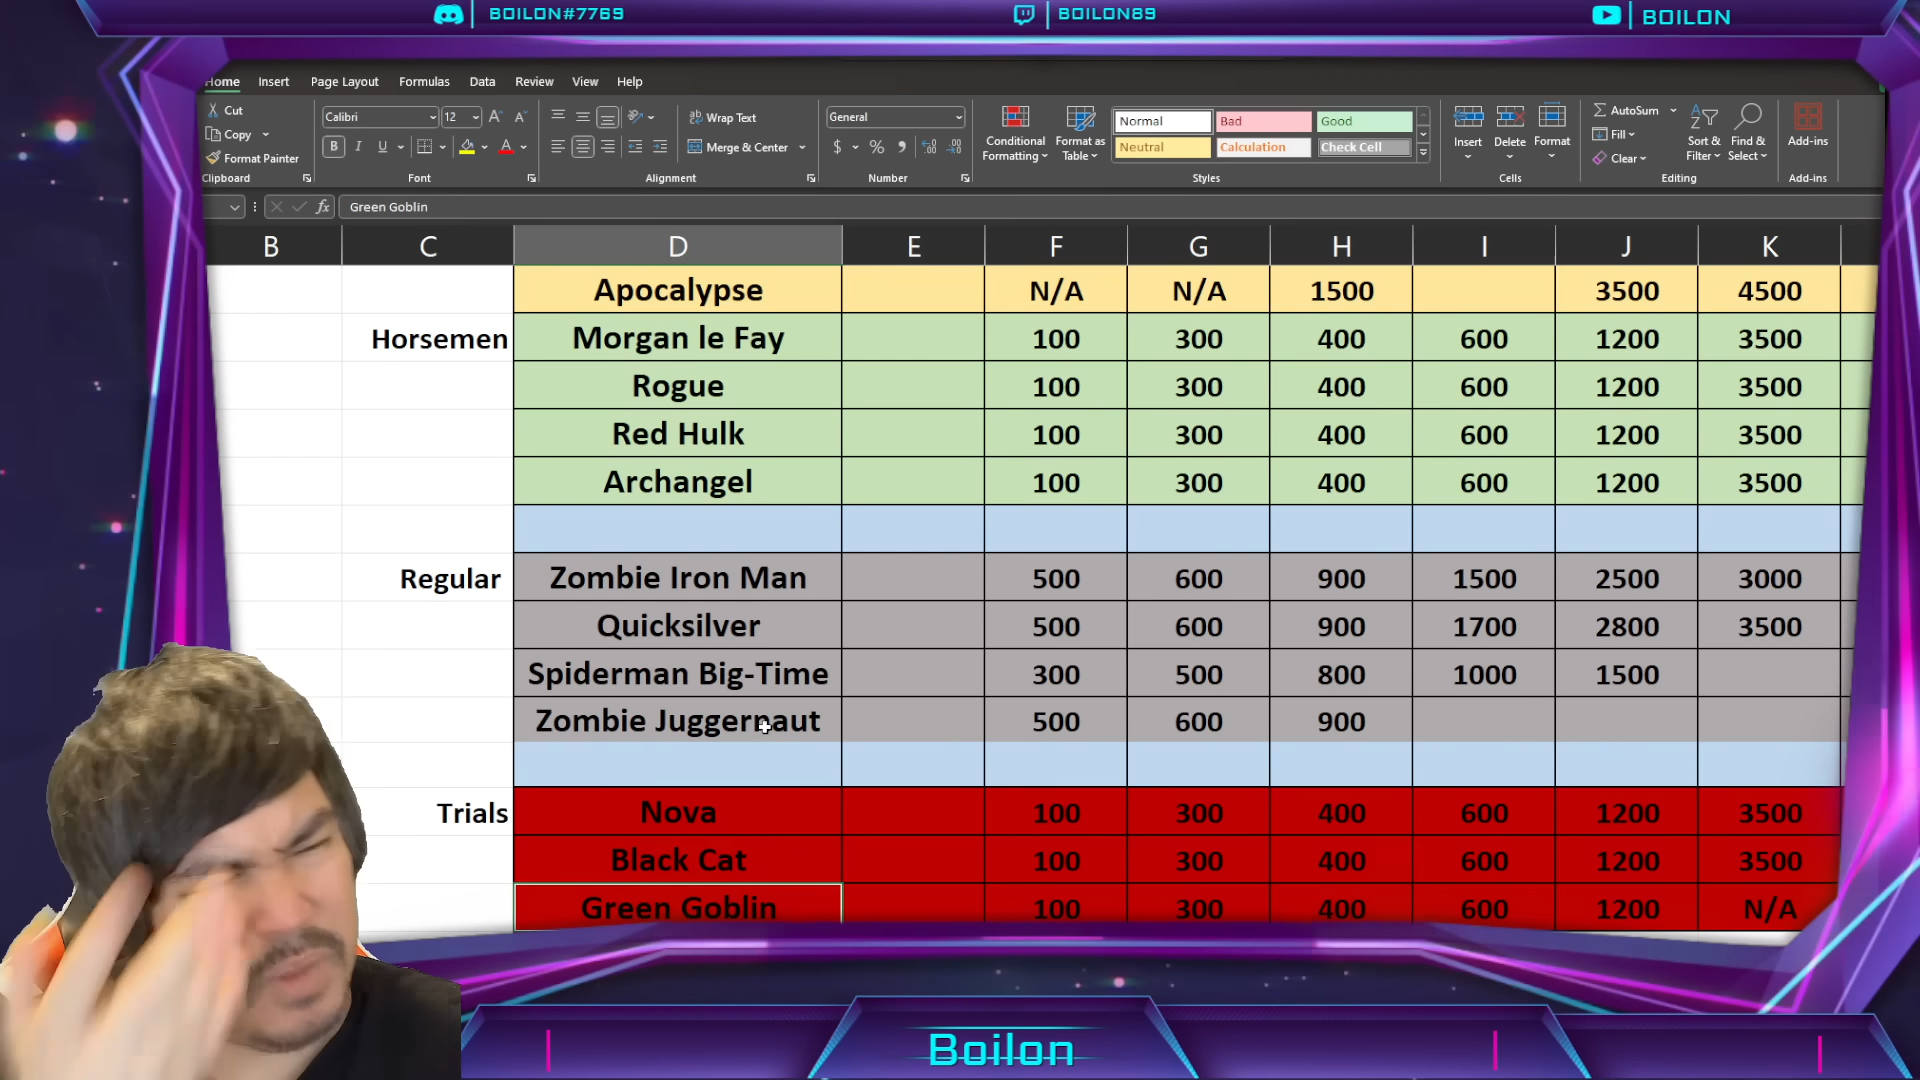 BOILON#7769
BOILON89
BOILON
Home Insert Page Layout Formulas Data Review View Help
Cut
Copy
Format Painter
Clipboard
Calibri 12
B I U
Font
Wrap Text
Merge & Center
Alignment
General
$ %
Number
Conditional Formatting
Format as Table
Normal Bad Good
Neutral Calculation Check Cell
Styles
Insert Delete Format
Cells
AutoSum
Fill
Clear
Sort & Filter
Find & Select
Editing
Add-ins
Add-ins
fx Green Goblin
B C D E F G H I J K
Apocalypse N/A N/A 1500 3500 4500
Horsemen Morgan le Fay 100 300 400 600 1200 3500
Rogue 100 300 400 600 1200 3500
Red Hulk 100 300 400 600 1200 3500
Archangel 100 300 400 600 1200 3500
Regular Zombie Iron Man 500 600 900 1500 2500 3000
Quicksilver 500 600 900 1700 2800 3500
Spiderman Big-Time 300 500 800 1000 1500
Zombie Juggernaut 500 600 900
Trials Nova 100 300 400 600 1200 3500
Black Cat 100 300 400 600 1200 3500
Green Goblin 100 300 400 600 1200 N/A
Boilon